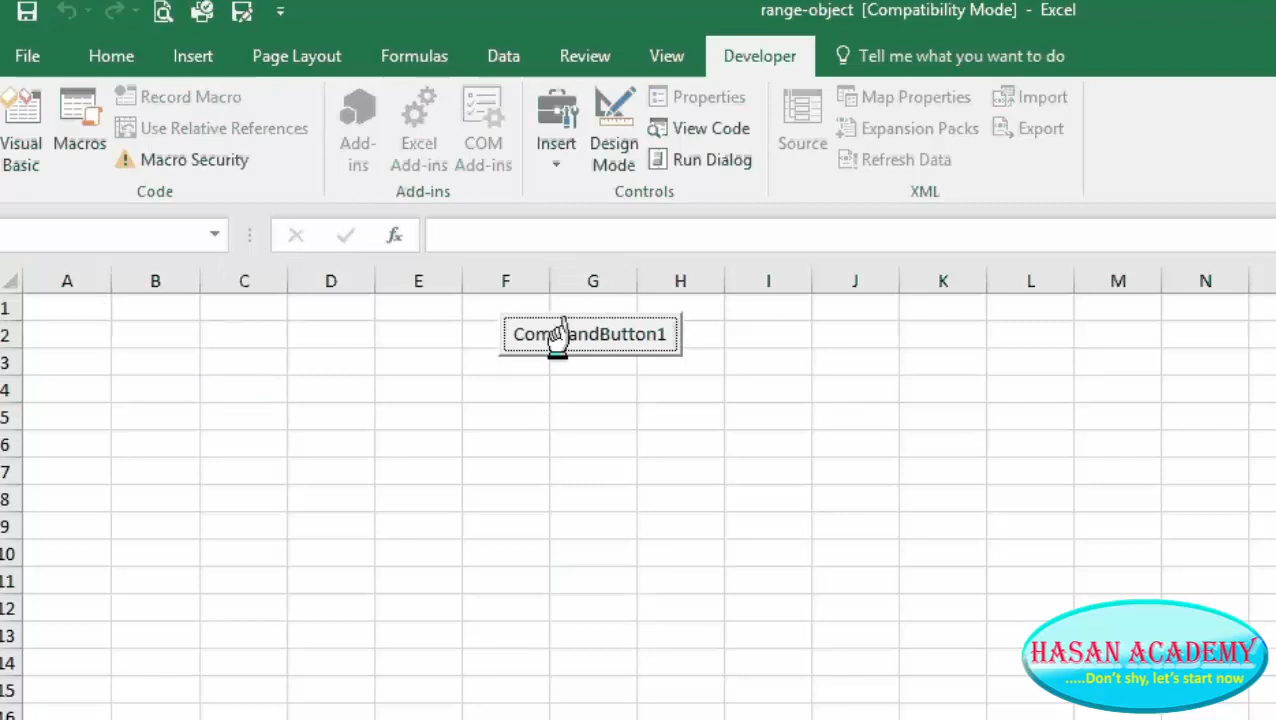 range-object [Compatibility Mode] - Excel
File Home Insert Page Layout Formulas Data Review View Developer Tell me what you want to do
Visual Basic
Macros
Record Macro
Use Relative References
Macro Security
Code
Add-ins
Excel Add-ins
COM Add-ins
Add-ins
Insert
Design Mode
Properties
View Code
Run Dialog
Controls
Source
Map Properties
Expansion Packs
Refresh Data
Import
Export
XML
fx
A B C D E F G H I J K L M N
1
2
CommandButton1
3
4
5
6
7
8
9
10
11
12
13
14
15
16
HASAN ACADEMY
.....Don't shy, let's start now